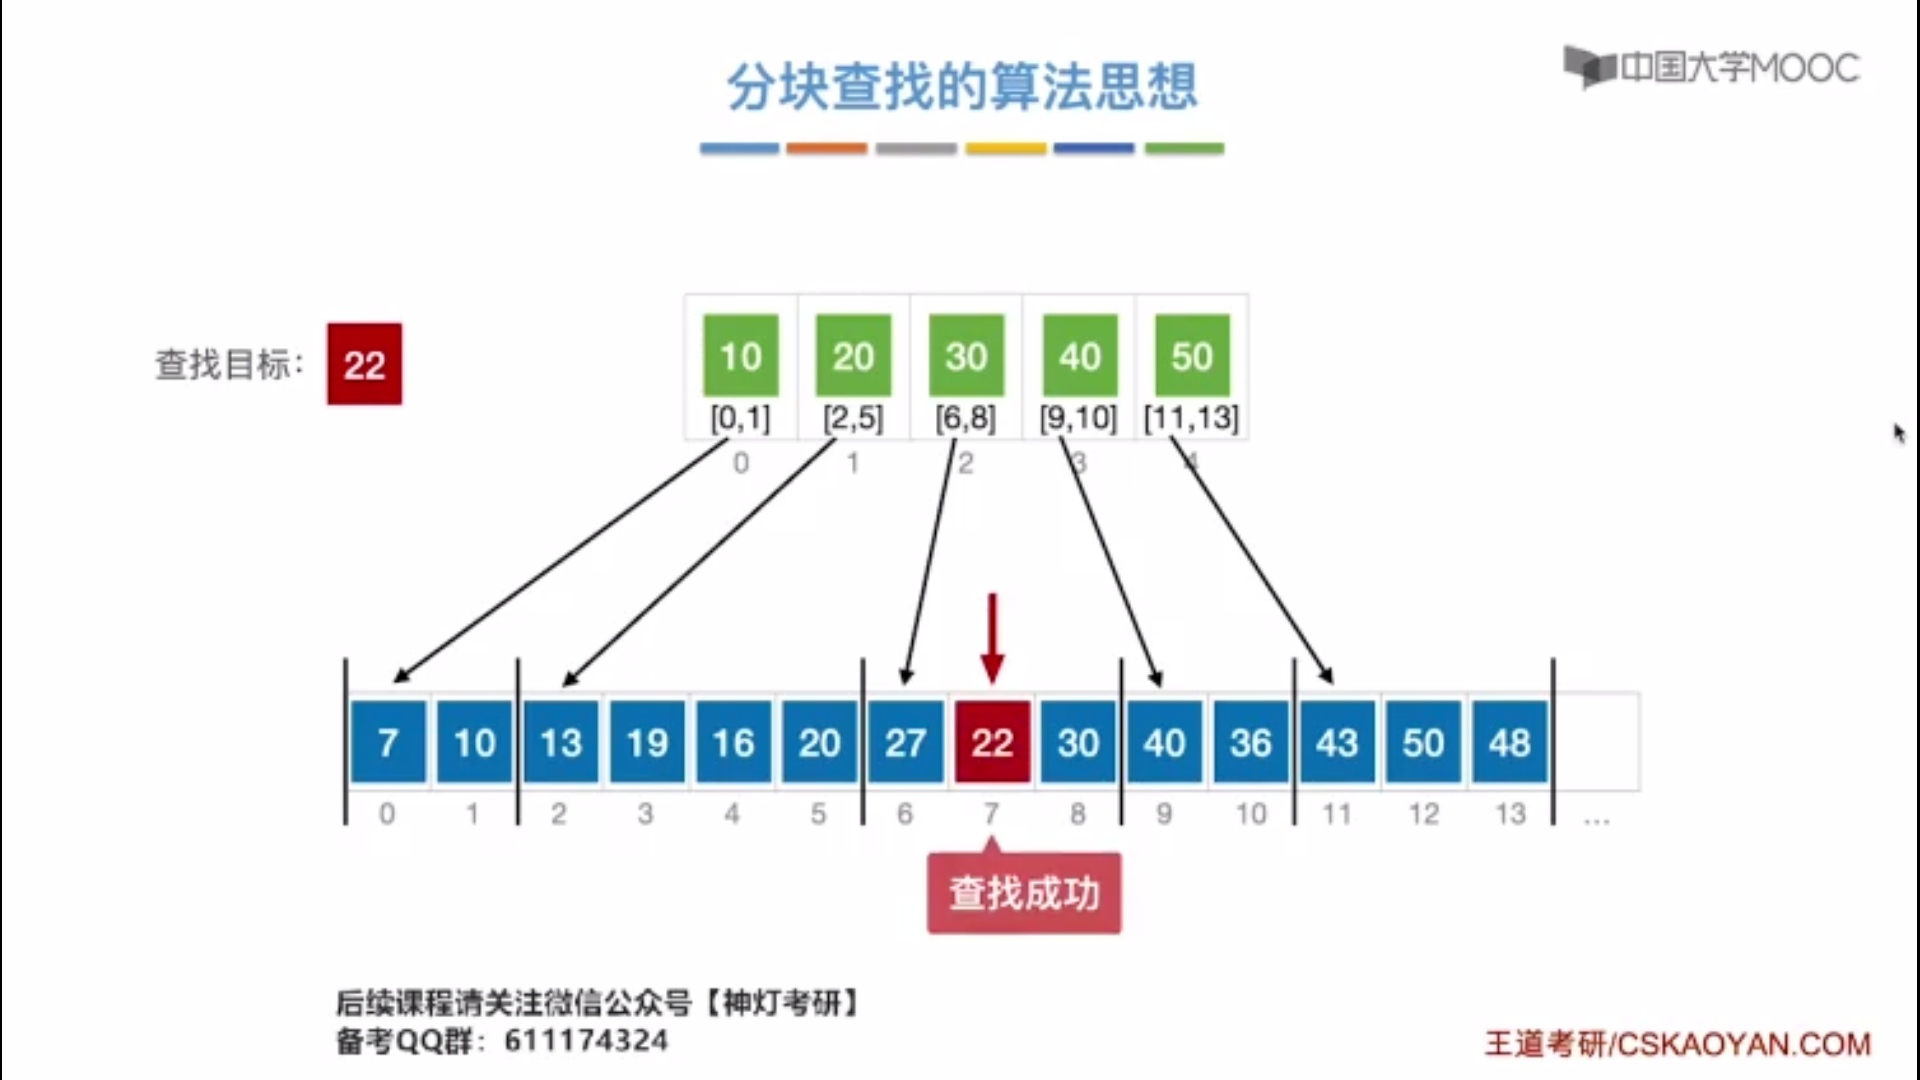 分块查找的算法思想
中国大学MOOC
查找目标：
22
10 20 30 40 50
[0,1] [2,5] [6,8] [9,10] [11,13]
0 1 2 3 4
7 10 13 19 16 20 27 22 30 40 36 43 50 48
0 1 2 3 4 5 6 7 8 9 10 11 12 13 ...
查找成功
后续课程请关注微信公众号【神灯考研】
备考QQ群：611174324
王道考研/CSKAOYAN.COM